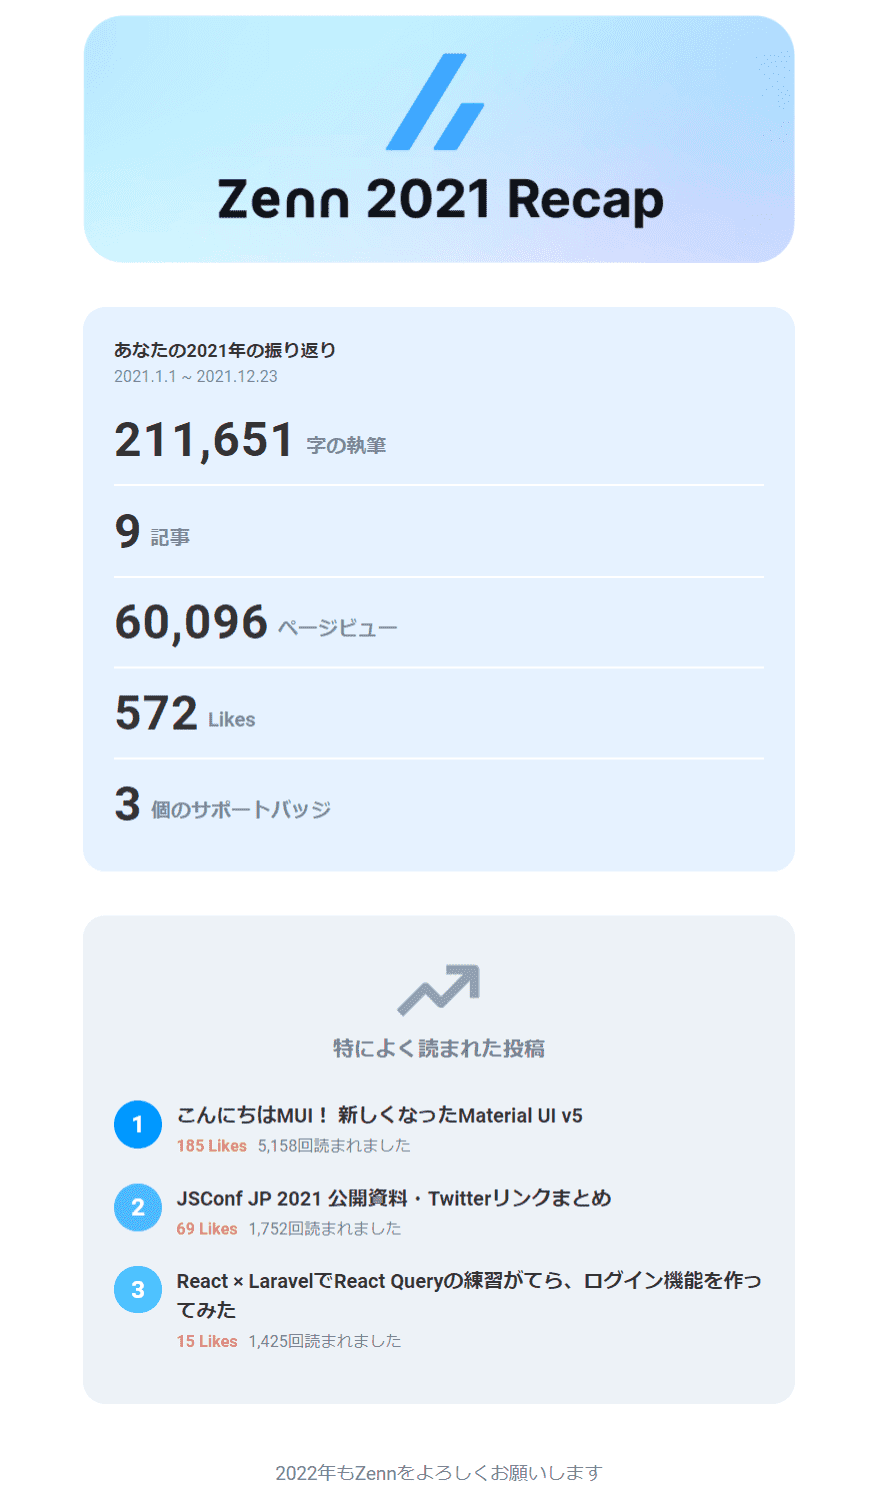 Zenn 2021 Recap
あなたの2021年の振り返り
2021.1.1 ~ 2021.12.23
211,651 字の執筆
9 記事
60,096 ページビュー
572 Likes
3 個のサポートバッジ
特によく読まれた投稿
1 こんにちはMUI！ 新しくなったMaterial UI v5
185 Likes 5,158回読まれました
2 JSConf JP 2021 公開資料・Twitterリンクまとめ
69 Likes 1,752回読まれました
3 React × LaravelでReact Queryの練習がてら、ログイン機能を作っ
てみた
15 Likes 1,425回読まれました
2022年もZennをよろしくお願いします